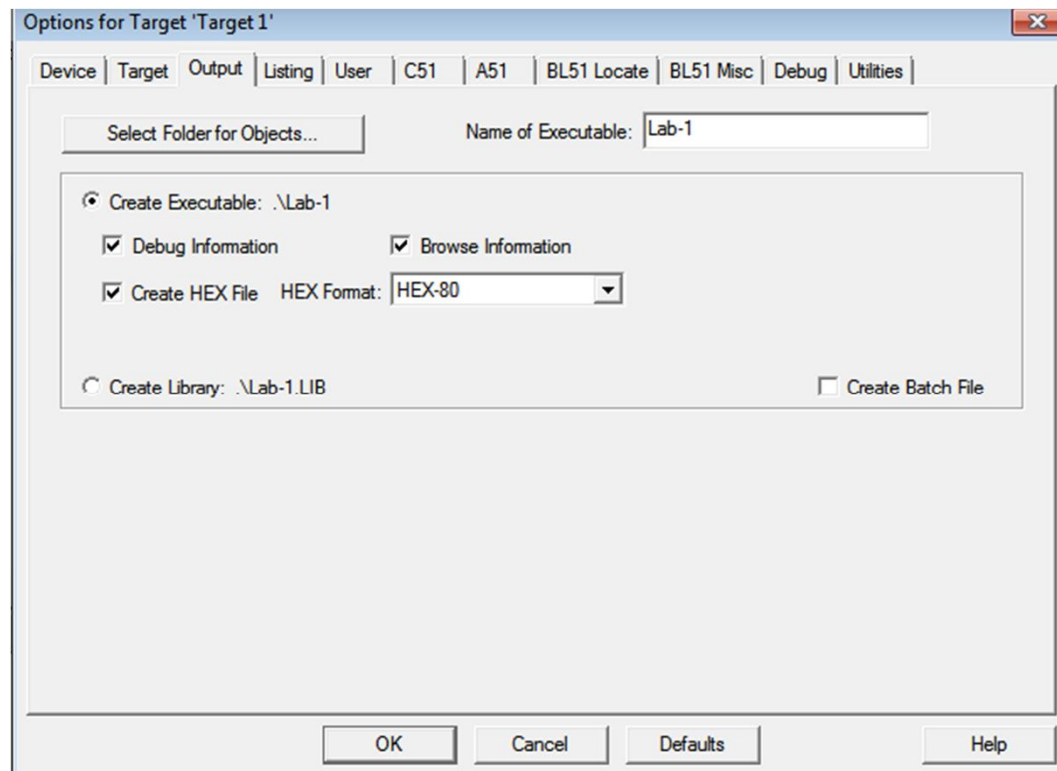 Options for Target 'Target 1'
Device Target Output Listing User C51 A51 BL51 Locate BL51 Misc Debug Utilities
Select Folder for Objects... Name of Executable: Lab-1
Create Executable: .\Lab-1
Debug Information Browse Information
Create HEX File HEX Format: HEX-80
Create Library: .\Lab-1.LIB Create Batch File
OK Cancel Defaults Help